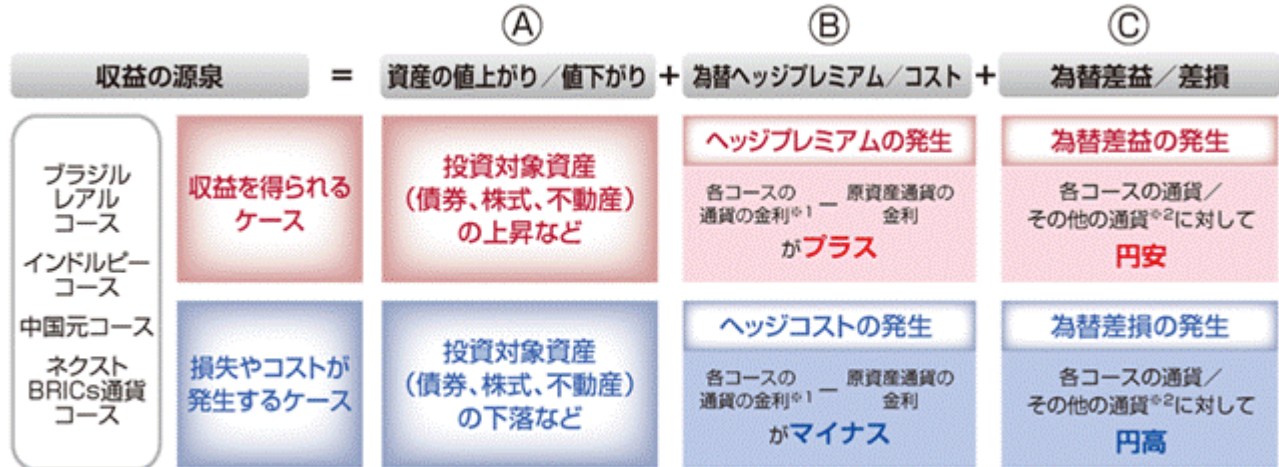 Ⓐ
Ⓑ
Ⓒ
収益の源泉 = 資産の値上がり/値下がり + 為替ヘッジプレミアム/コスト + 為替差益/差損
ブラジル
レアル
コース
インドルピー
コース
中国元コース
ネクスト
BRICs通貨
コース
収益を得られる
ケース
投資対象資産
(債券、株式、不動産)
の上昇など
ヘッジプレミアムの発生
各コースの
通貨の金利※1
ー
原資産通貨の
金利
がプラス
為替差益の発生
各コースの通貨/
その他の通貨※2に対して
円安
損失やコストが
発生するケース
投資対象資産
(債券、株式、不動産)
の下落など
ヘッジコストの発生
各コースの
通貨の金利※1
ー
原資産通貨の
金利
がマイナス
為替差損の発生
各コースの通貨/
その他の通貨※2に対して
円高